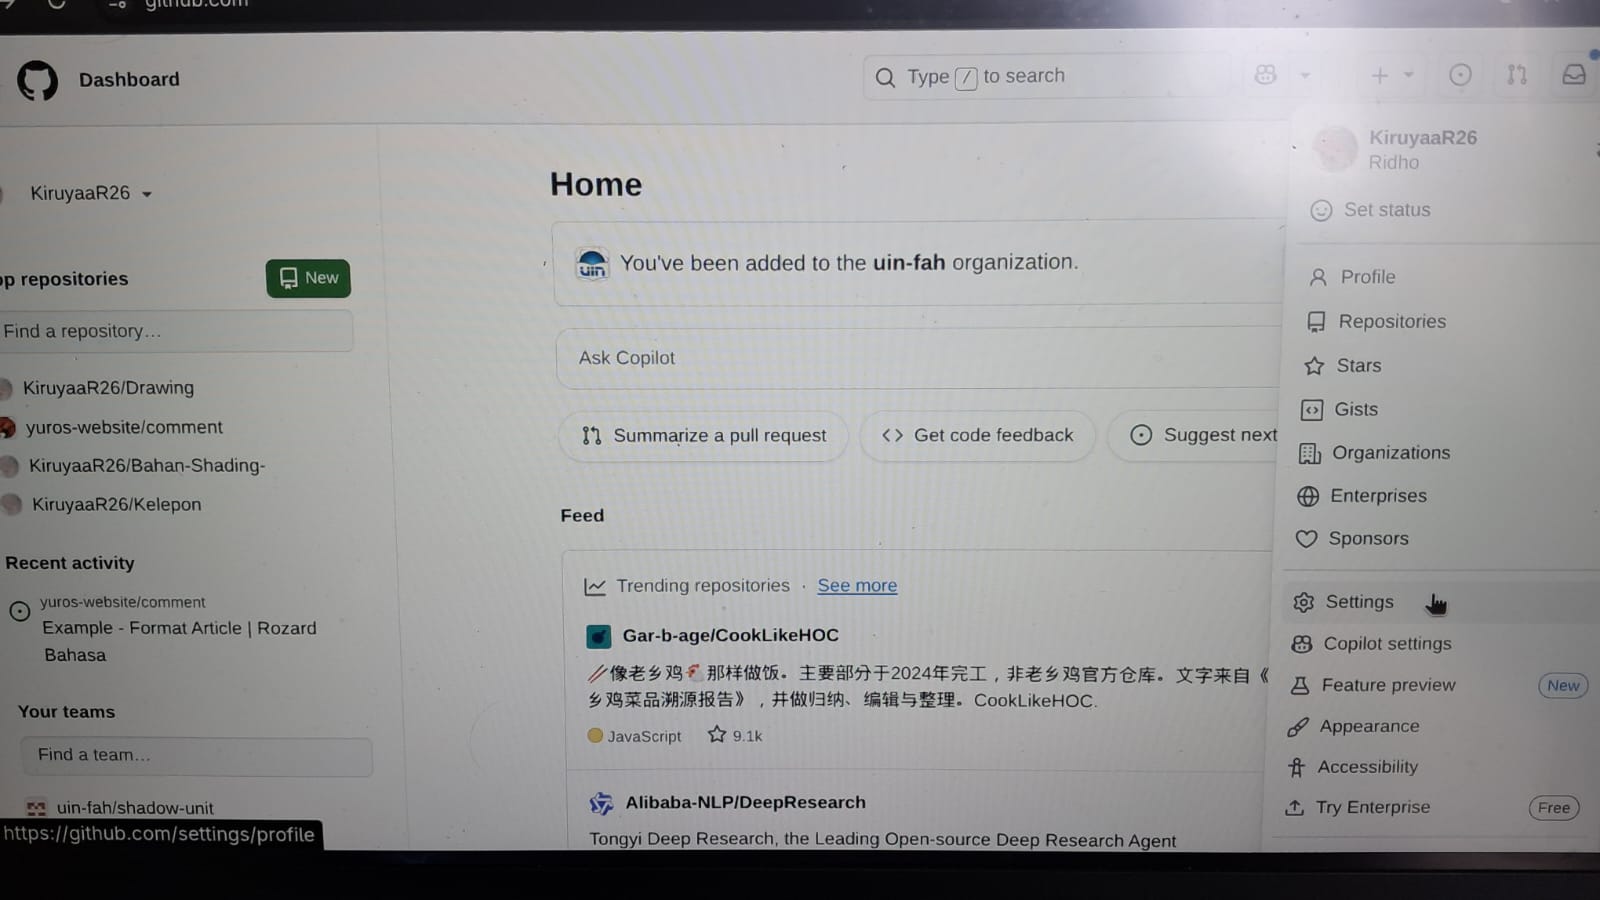 Dashboard
Type / to search
KiruyaaR26
Ridho
Set status
KiruyaaR26
repositories
New
Find a repository…
KiruyaaR26/Drawing
yuros-website/comment
KiruyaaR26/Bahan-Shading-
KiruyaaR26/Kelepon
Recent activity
yuros-website/comment
Example - Format Article | Rozard
Bahasa
Your teams
Find a team…
uin-fah/shadow-unit
https://github.com/settings/profile
Home
uin
You've been added to the uin-fah organization.
Ask Copilot
Summarize a pull request
Get code feedback
Suggest next
Feed
Trending repositories · See more
Gar-b-age/CookLikeHOC
像老乡鸡🐔那样做饭。主要部分于2024年完工，非老乡鸡官方仓库。文字来自《
乡鸡菜品溯源报告》，并做归纳、编辑与整理。CookLikeHOC.
JavaScript 9.1k
Alibaba-NLP/DeepResearch
Tongyi Deep Research, the Leading Open-source Deep Research Agent
Profile
Repositories
Stars
Gists
Organizations
Enterprises
Sponsors
Settings
Copilot settings
Feature preview New
Appearance
Accessibility
Try Enterprise Free